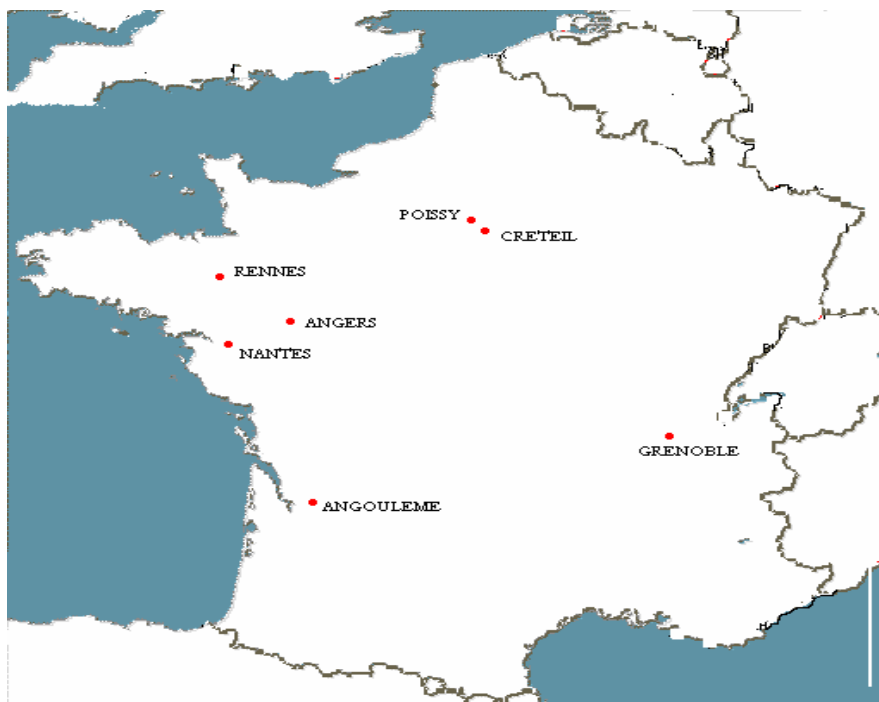 POISSY
CRETEIL
RENNES
ANGERS
NANTES
GRENOBLE
ANGOULEME